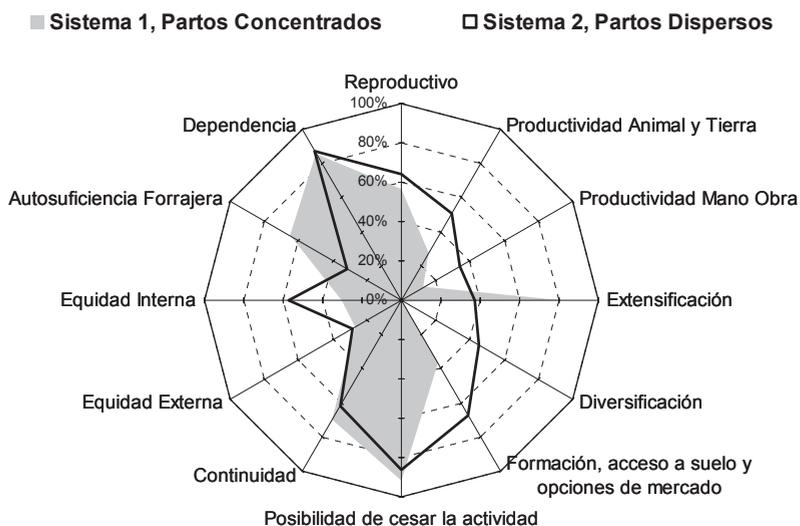 Sistema 1, Partos Concentrados
Sistema 2, Partos Dispersos
Reproductivo
100%
80%
60%
40%
20%
0%
Dependencia
Productividad Animal y Tierra
Autosuficiencia Forrajera
Productividad Mano Obra
Equidad Interna
Extensificación
Equidad Externa
Diversificación
Continuidad
Formación, acceso a suelo y
opciones de mercado
Posibilidad de cesar la actividad